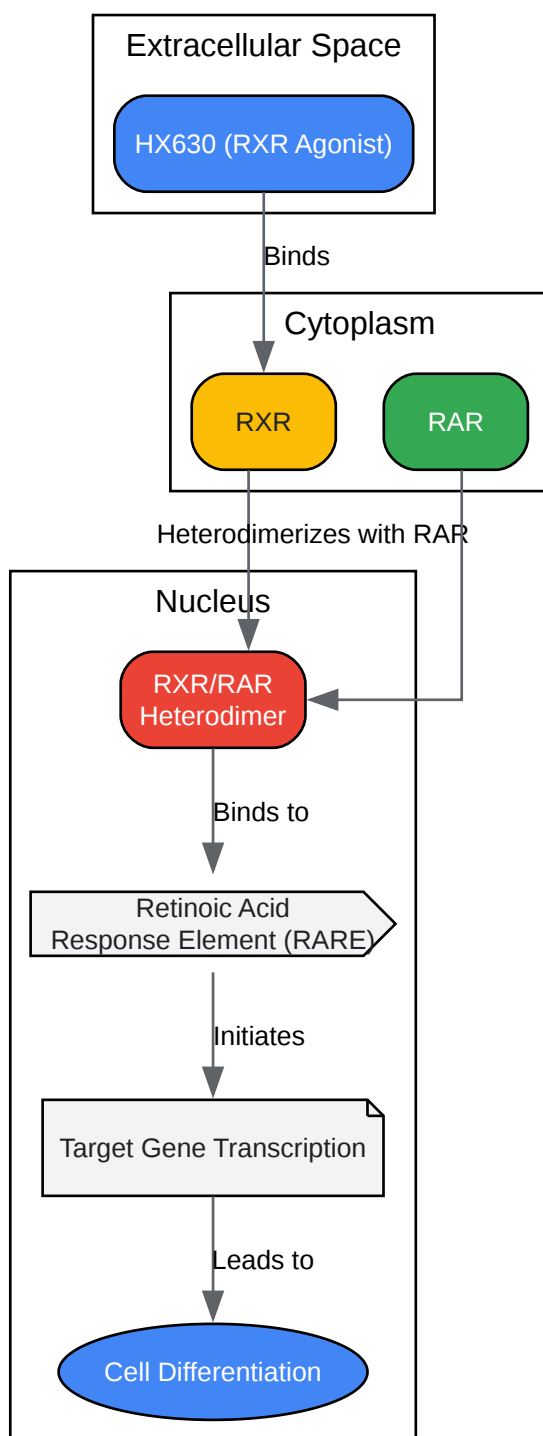 Extracellular Space
HX630 (RXR Agonist)
Binds
Cytoplasm
RXR
RAR
Heterodimerizes with RAR
Nucleus
RXR/RAR
Heterodimer
Binds to
Retinoic Acid
Response Element (RARE)
Initiates
Target Gene Transcription
Leads to
Cell Differentiation